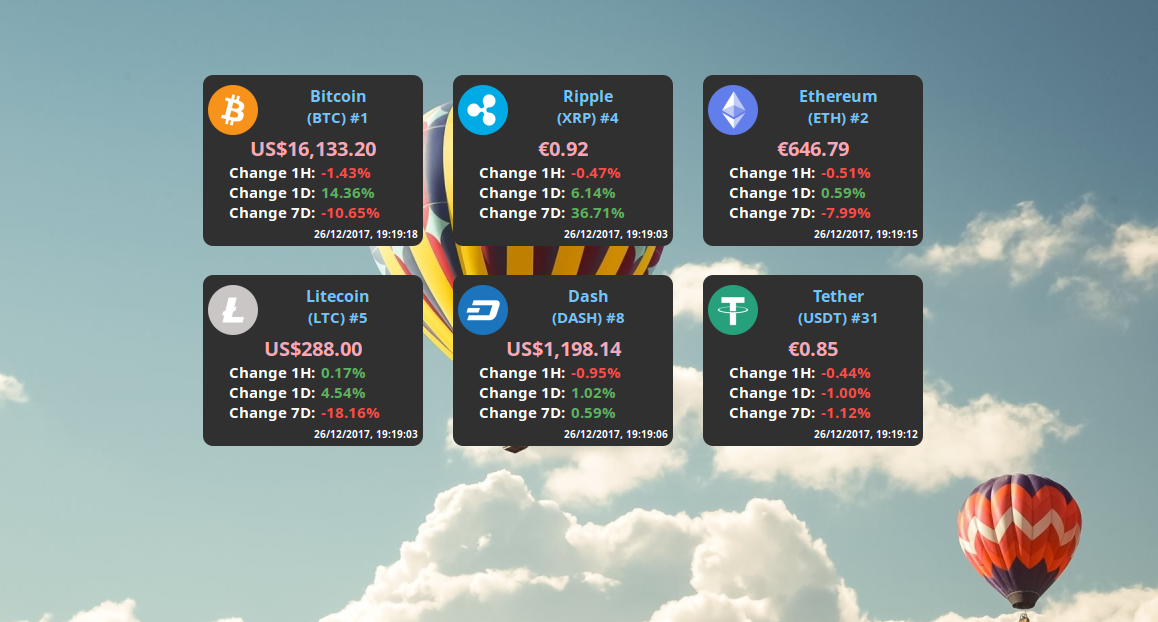 Bitcoin
(BTC) #1
US$16,133.20
Change 1H: -1.43%
Change 1D: 14.36%
Change 7D: -10.65%
26/12/2017, 19:19:18
Ripple
(XRP) #4
€0.92
Change 1H: -0.47%
Change 1D: 6.14%
Change 7D: 36.71%
26/12/2017, 19:19:03
Ethereum
(ETH) #2
€646.79
Change 1H: -0.51%
Change 1D: 0.59%
Change 7D: -7.99%
26/12/2017, 19:19:15
Litecoin
(LTC) #5
US$288.00
Change 1H: 0.17%
Change 1D: 4.54%
Change 7D: -18.16%
26/12/2017, 19:19:03
Dash
(DASH) #8
US$1,198.14
Change 1H: -0.95%
Change 1D: 1.02%
Change 7D: 0.59%
26/12/2017, 19:19:06
Tether
(USDT) #31
€0.85
Change 1H: -0.44%
Change 1D: -1.00%
Change 7D: -1.12%
26/12/2017, 19:19:12